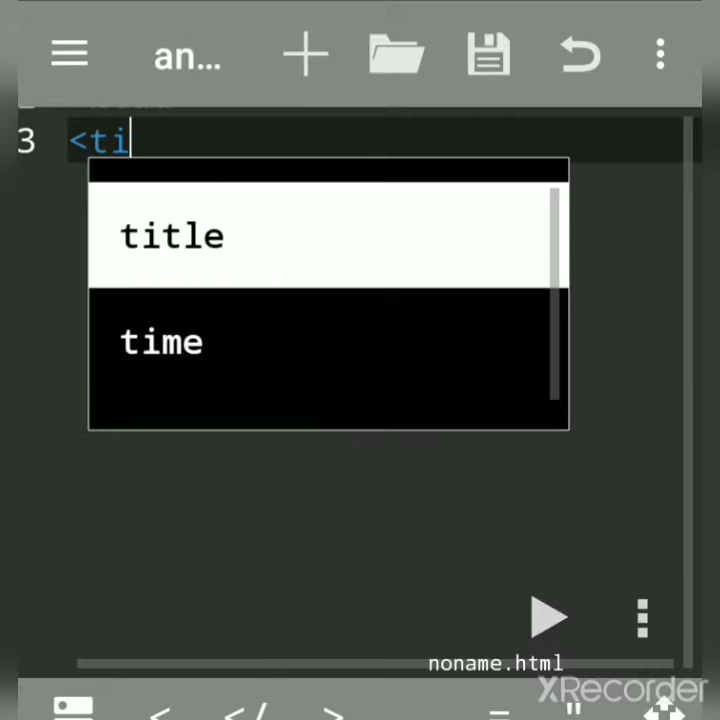 an...
3 <ti
title
time
noname.html
XRecorder
< </ > = "